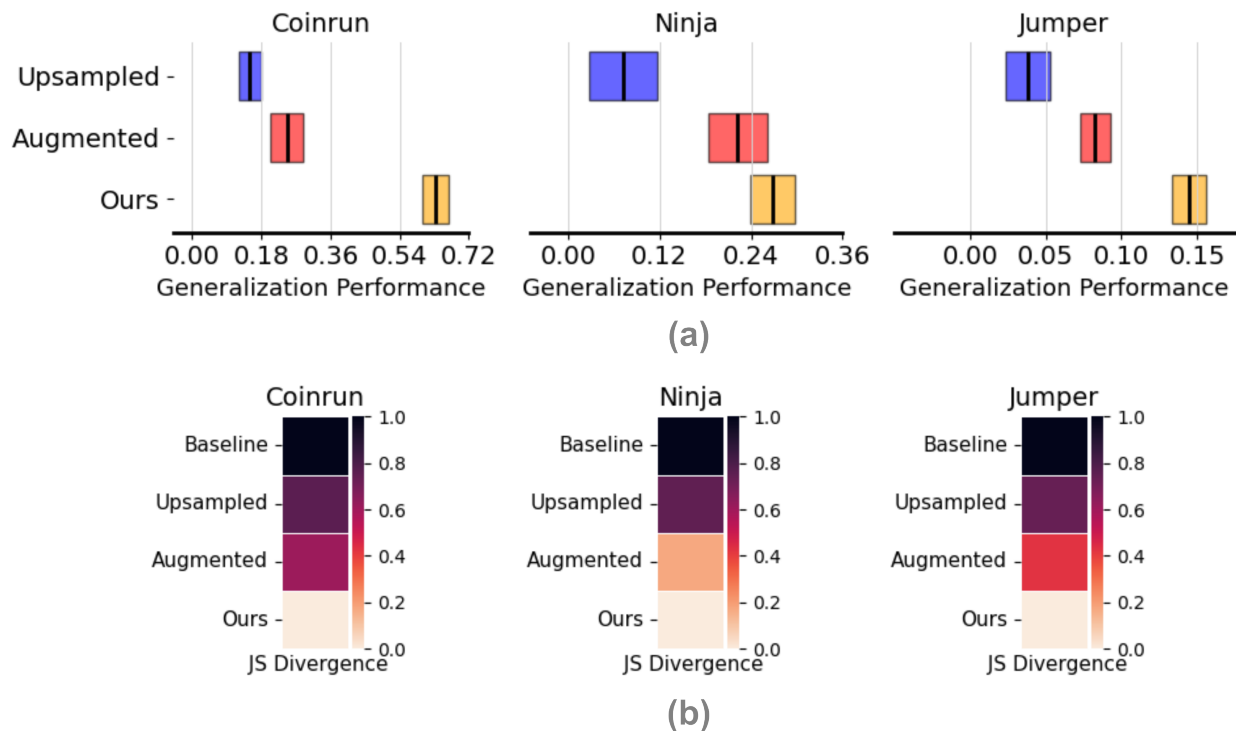 Coinrun Ninja Jumper
Upsampled
Augmented
Ours
0.00 0.18 0.36 0.54 0.72 0.00 0.12 0.24 0.36 0.00 0.05 0.10 0.15
Generalization Performance Generalization Performance Generalization Performance
(a)
Coinrun Ninja Jumper
1.0 1.0 1.0
Baseline Baseline Baseline
0.8 0.8 0.8
Upsampled Upsampled Upsampled
0.6 0.6 0.6
0.4 0.4 0.4
Augmented Augmented Augmented
0.2 0.2 0.2
Ours Ours Ours
0.0 0.0 0.0
JS Divergence JS Divergence JS Divergence
(b)